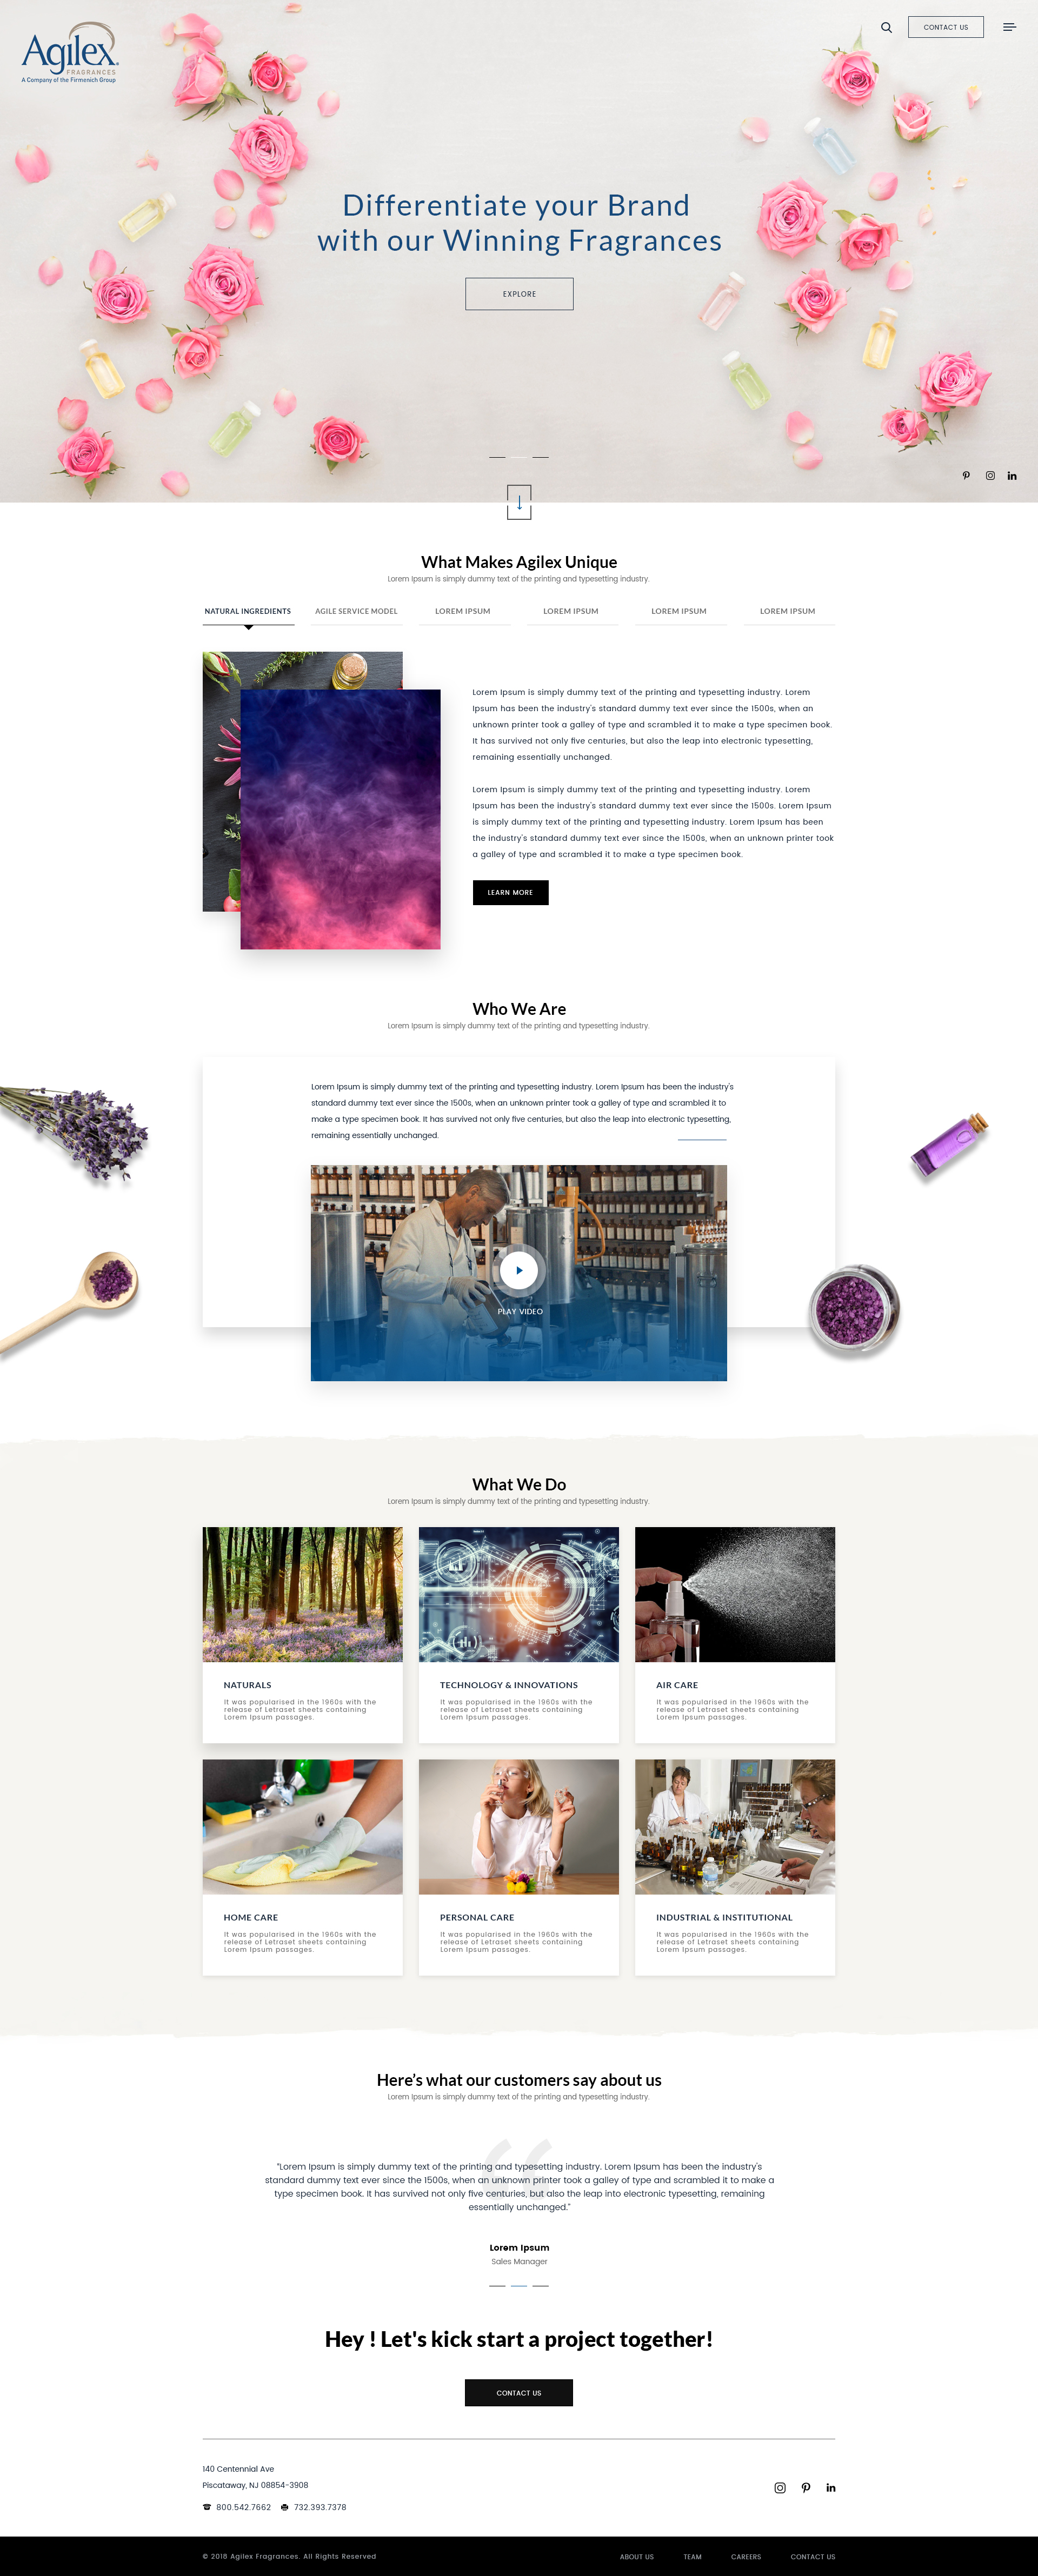 Agilex
FRAGRANCES
A Company of the Firmenich Group
CONTACT US
Differentiate your Brand
with our Winning Fragrances
EXPLORE
What Makes Agilex Unique
Lorem Ipsum is simply dummy text of the printing and typesetting industry.
NATURAL INGREDIENTS AGILE SERVICE MODEL LOREM IPSUM LOREM IPSUM LOREM IPSUM LOREM IPSUM
Lorem Ipsum is simply dummy text of the printing and typesetting industry. Lorem
Ipsum has been the industry's standard dummy text ever since the 1500s, when an
unknown printer took a galley of type and scrambled it to make a type specimen book.
It has survived not only five centuries, but also the leap into electronic typesetting,
remaining essentially unchanged.
Lorem Ipsum is simply dummy text of the printing and typesetting industry. Lorem
Ipsum has been the industry's standard dummy text ever since the 1500s. Lorem Ipsum
is simply dummy text of the printing and typesetting industry. Lorem Ipsum has been
the industry's standard dummy text ever since the 1500s, when an unknown printer took
a galley of type and scrambled it to make a type specimen book.
LEARN MORE
Who We Are
Lorem Ipsum is simply dummy text of the printing and typesetting industry.
Lorem Ipsum is simply dummy text of the printing and typesetting industry. Lorem Ipsum has been the industry's
standard dummy text ever since the 1500s, when an unknown printer took a galley of type and scrambled it to
make a type specimen book. It has survived not only five centuries, but also the leap into electronic typesetting,
remaining essentially unchanged.
PLAY VIDEO
What We Do
Lorem Ipsum is simply dummy text of the printing and typesetting industry.
NATURALS
It was popularised in the 1960s with the
release of Letraset sheets containing
Lorem Ipsum passages.
TECHNOLOGY & INNOVATIONS
It was popularised in the 1960s with the
release of Letraset sheets containing
Lorem Ipsum passages.
AIR CARE
It was popularised in the 1960s with the
release of Letraset sheets containing
Lorem Ipsum passages.
HOME CARE
It was popularised in the 1960s with the
release of Letraset sheets containing
Lorem Ipsum passages.
PERSONAL CARE
It was popularised in the 1960s with the
release of Letraset sheets containing
Lorem Ipsum passages.
INDUSTRIAL & INSTITUTIONAL
It was popularised in the 1960s with the
release of Letraset sheets containing
Lorem Ipsum passages.
Here's what our customers say about us
Lorem Ipsum is simply dummy text of the printing and typesetting industry.
"Lorem Ipsum is simply dummy text of the printing and typesetting industry. Lorem Ipsum has been the industry's
standard dummy text ever since the 1500s, when an unknown printer took a galley of type and scrambled it to make a
type specimen book. It has survived not only five centuries, but also the leap into electronic typesetting, remaining
essentially unchanged."
Lorem Ipsum
Sales Manager
Hey ! Let's kick start a project together!
CONTACT US
140 Centennial Ave
Piscataway, NJ 08854-3908
800.542.7662 732.393.7378
© 2018 Agilex Fragrances. All Rights Reserved
ABOUT US TEAM CAREERS CONTACT US